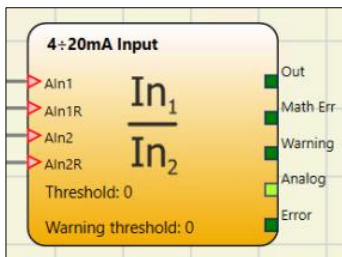 4÷20mA Input
AIn1
AIn1R
AIn2
AIn2R
In1
In2
Threshold: 0
Warning threshold: 0
Out
Math Err
Warning
Analog
Error